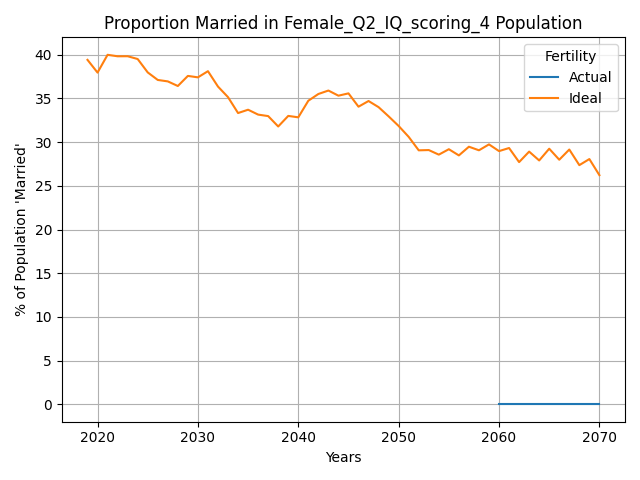 Proportion Married in Female_Q2_IQ_scoring_4 Population
% of Population 'Married'
40
35
30
25
20
15
10
5
0
Fertility
Actual
Ideal
2020 2030 2040 2050 2060 2070
Years